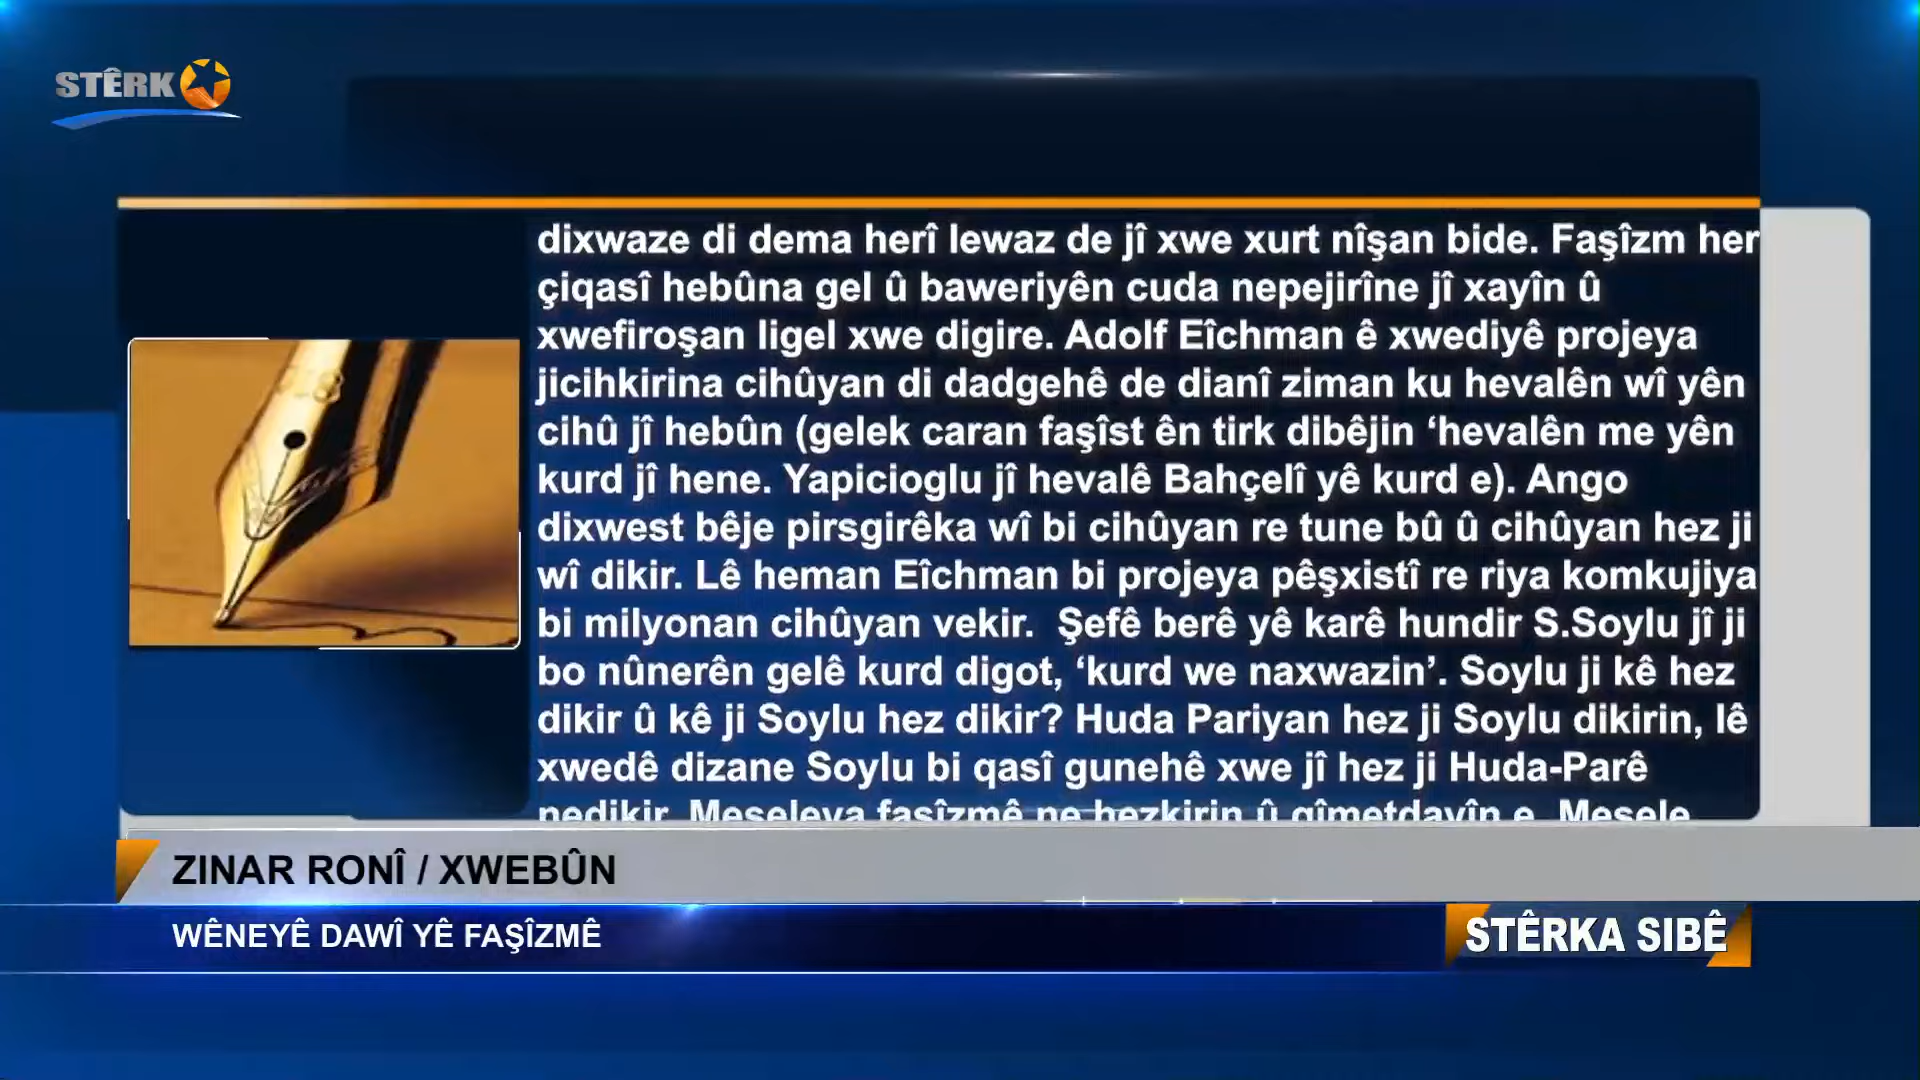 STÊRK
dixwaze di dema herî lewaz de jî xwe xurt nîşan bide. Faşîzm her
çiqasî hebûna gel û baweriyên cuda nepejirîne jî xayîn û
xwefiroşan ligel xwe digire. Adolf Eîchman ê xwediyê projeya
jicihkirina cihûyan di dadgehê de dianî ziman ku hevalên wî yên
cihû jî hebûn (gelek caran faşîst ên tirk dibêjin ‘hevalên me yên
kurd jî hene. Yapicioglu jî hevalê Bahçelî yê kurd e). Ango
dixwest bêje pirsgirêka wî bi cihûyan re tune bû û cihûyan hez ji
wî dikir. Lê heman Eîchman bi projeya pêşxistî re riya komkujiya
bi milyonan cihûyan vekir.  Şefê berê yê karê hundir S.Soylu jî ji
bo nûnerên gelê kurd digot, ‘kurd we naxwazin’. Soylu ji kê hez
dikir û kê ji Soylu hez dikir? Huda Pariyan hez ji Soylu dikirin, lê
xwedê dizane Soylu bi qasî gunehê xwe jî hez ji Huda-Parê
nedikir. Meseleya faşîzmê ne hezkirin û qîmetdayîn e. Mesele
ZINAR RONÎ / XWEBÛN
WÊNEYÊ DAWÎ YÊ FAŞÎZMÊ
STÊRKA SIBÊ